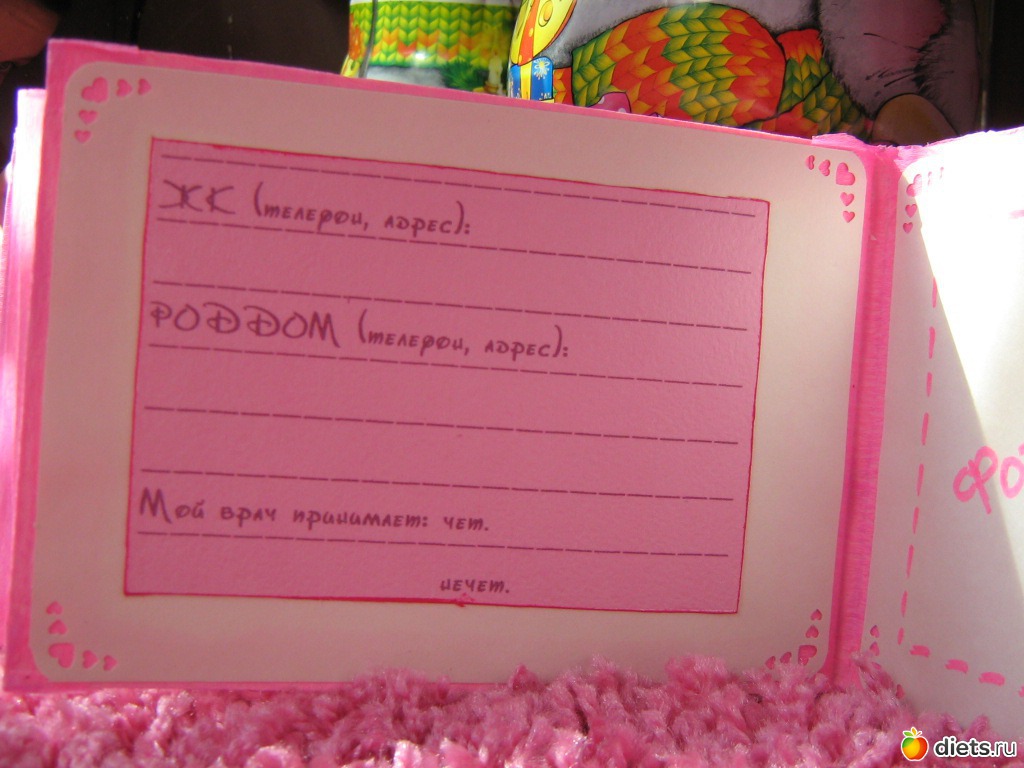 ЖК (телефон, адрес):
РОДДОМ (телефон, адрес):
Мой врач принимает: чет.
нечет.
diets.ru